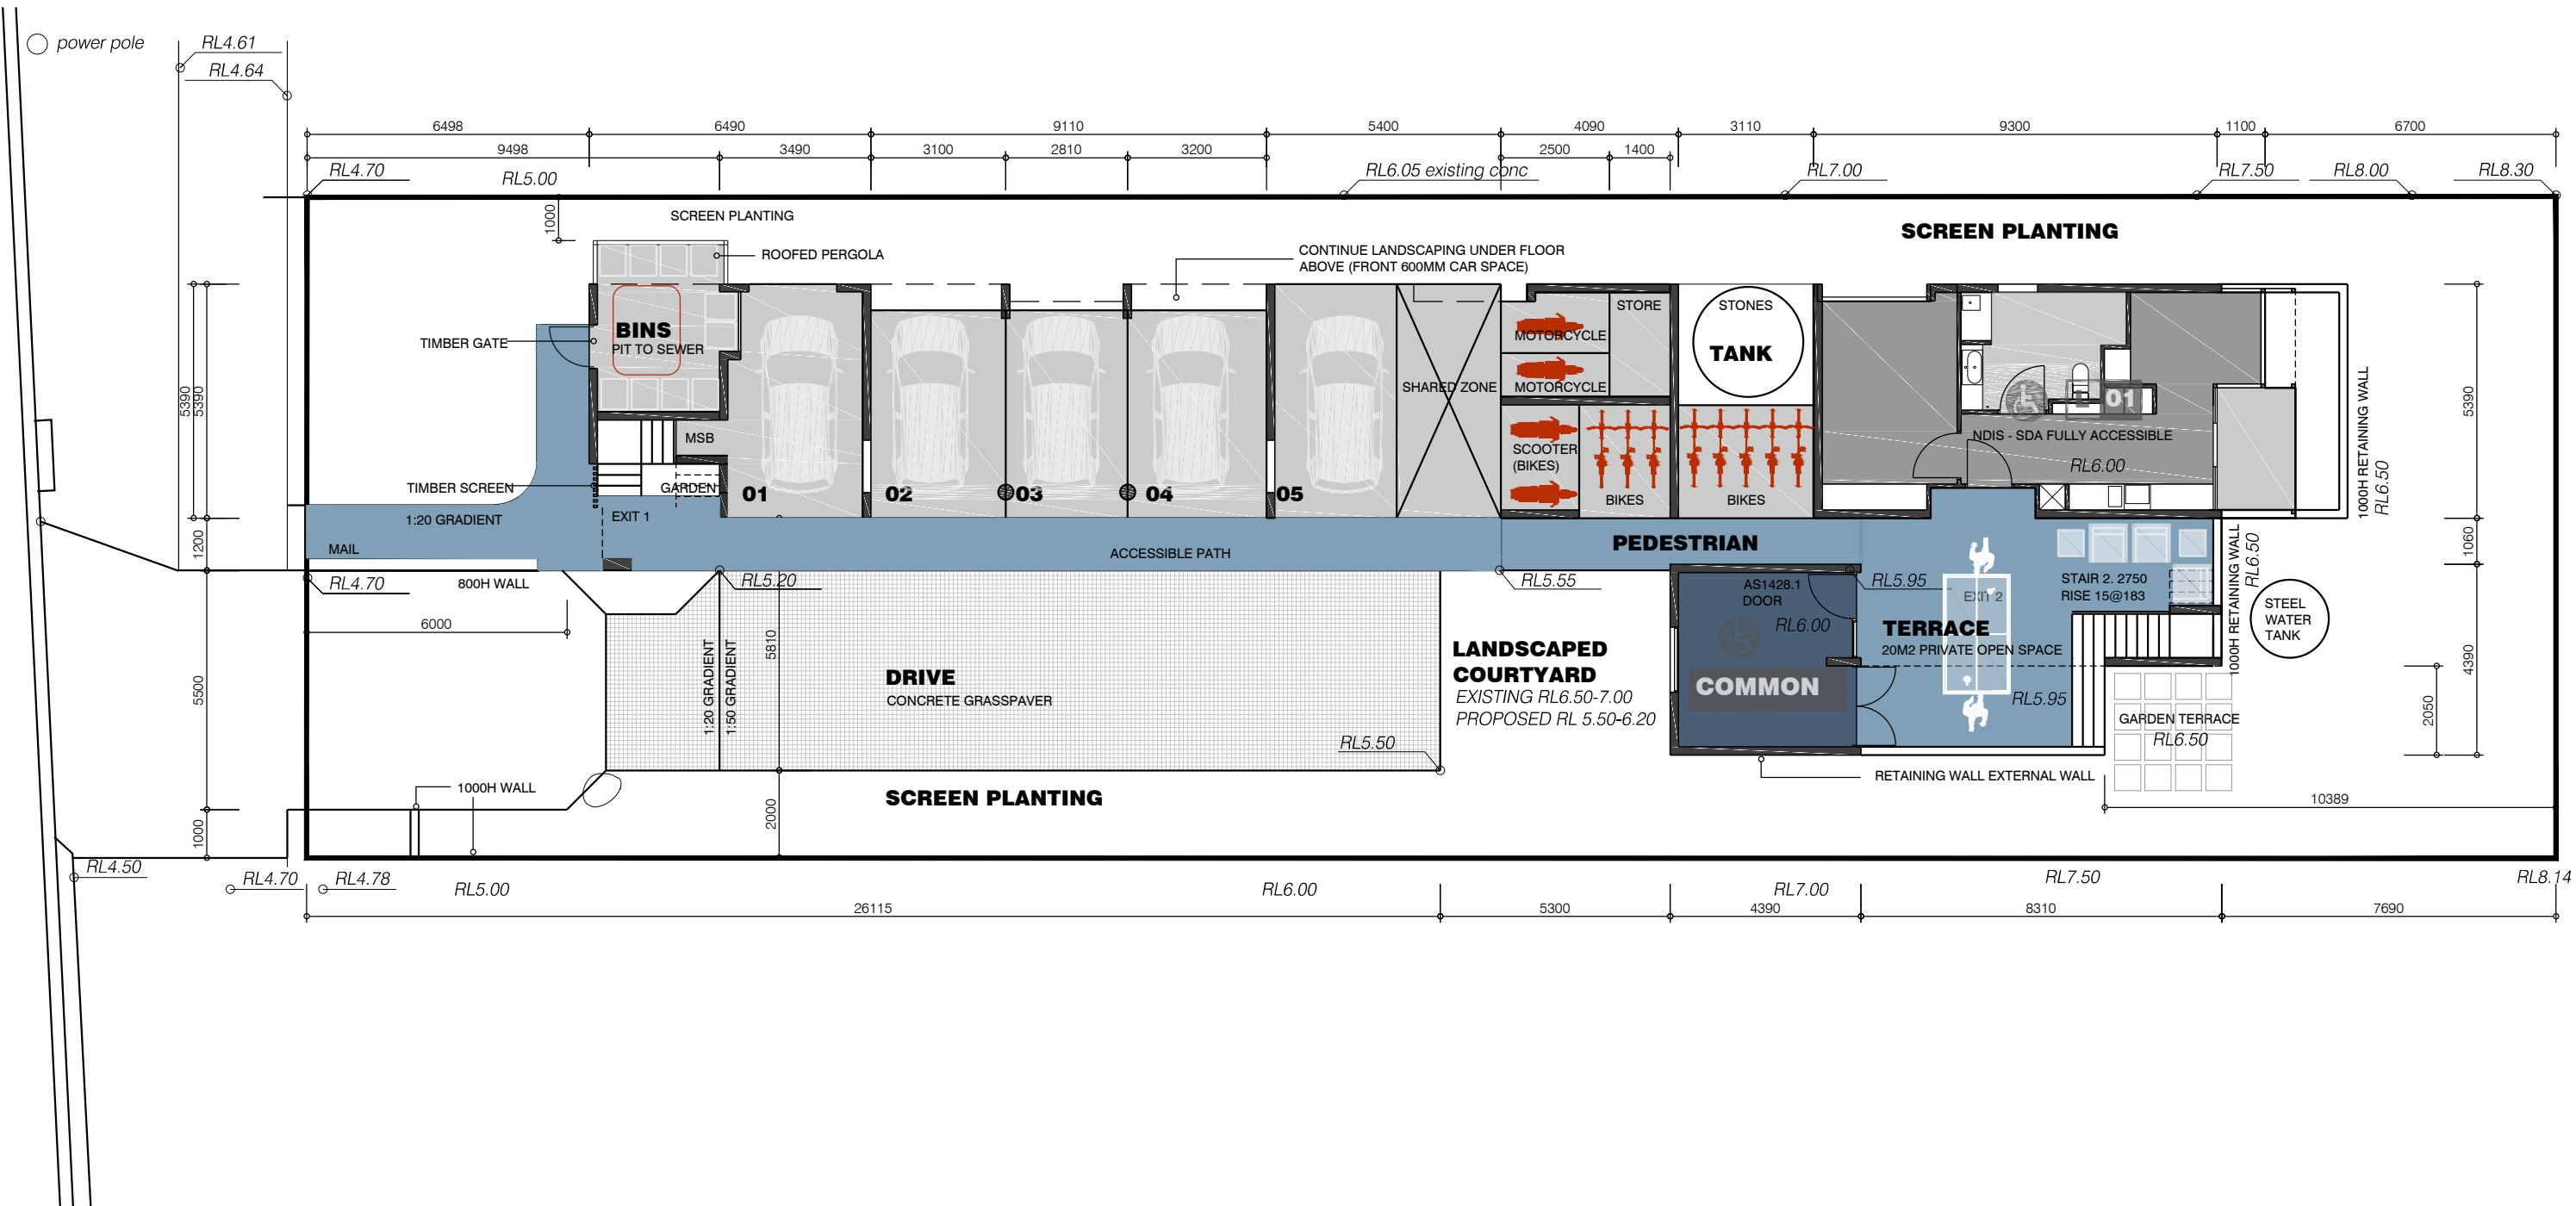 power pole
RL4.61
RL4.64
6498
6490
9110
5400
4090
3110
9300
1100
6700
9498
3490
3100
2810
3200
2500
1400
RL4.70
RL5.00
RL6.05 existing conc
RL7.00
RL7.50
RL8.00
RL8.30
1000
SCREEN PLANTING
ROOFED PERGOLA
CONTINUE LANDSCAPING UNDER FLOOR
ABOVE (FRONT 600MM CAR SPACE)
SCREEN PLANTING
TIMBER GATE
BINS
PIT TO SEWER
MOTORCYCLE
STORE
STONES
TANK
SHARED ZONE
MOTORCYCLE
5390
5390
5390
MSB
SCOOTER
(BIKES)
BIKES
BIKES
L
01
NDIS - SDA FULLY ACCESSIBLE
RL6.00
1000H RETAINING WALL
RL6.50
TIMBER SCREEN
GARDEN
01
02
03
04
05
1:20 GRADIENT
EXIT 1
MAIL
ACCESSIBLE PATH
PEDESTRIAN
1200
1060
RL4.70
800H WALL
RL5.20
RL5.55
AS1428.1
DOOR
RL5.95
RL6.00
EXIT 2
STAIR 2. 2750
RISE 15@183
1000H RETAINING WALL
RL6.50
STEEL
WATER
TANK
6000
5810
1:20 GRADIENT
1:50 GRADIENT
LANDSCAPED
COURTYARD
EXISTING RL6.50-7.00
PROPOSED RL 5.50-6.20
TERRACE
20M2 PRIVATE OPEN SPACE
COMMON
RL5.95
DRIVE
CONCRETE GRASSPAVER
5500
4390
2050
GARDEN TERRACE
RL6.50
RL5.50
RETAINING WALL EXTERNAL WALL
1000H WALL
SCREEN PLANTING
2000
1000
10389
RL4.50
RL4.70
RL4.78
RL5.00
RL6.00
RL7.00
RL7.50
RL8.14
26115
5300
4390
8310
7690